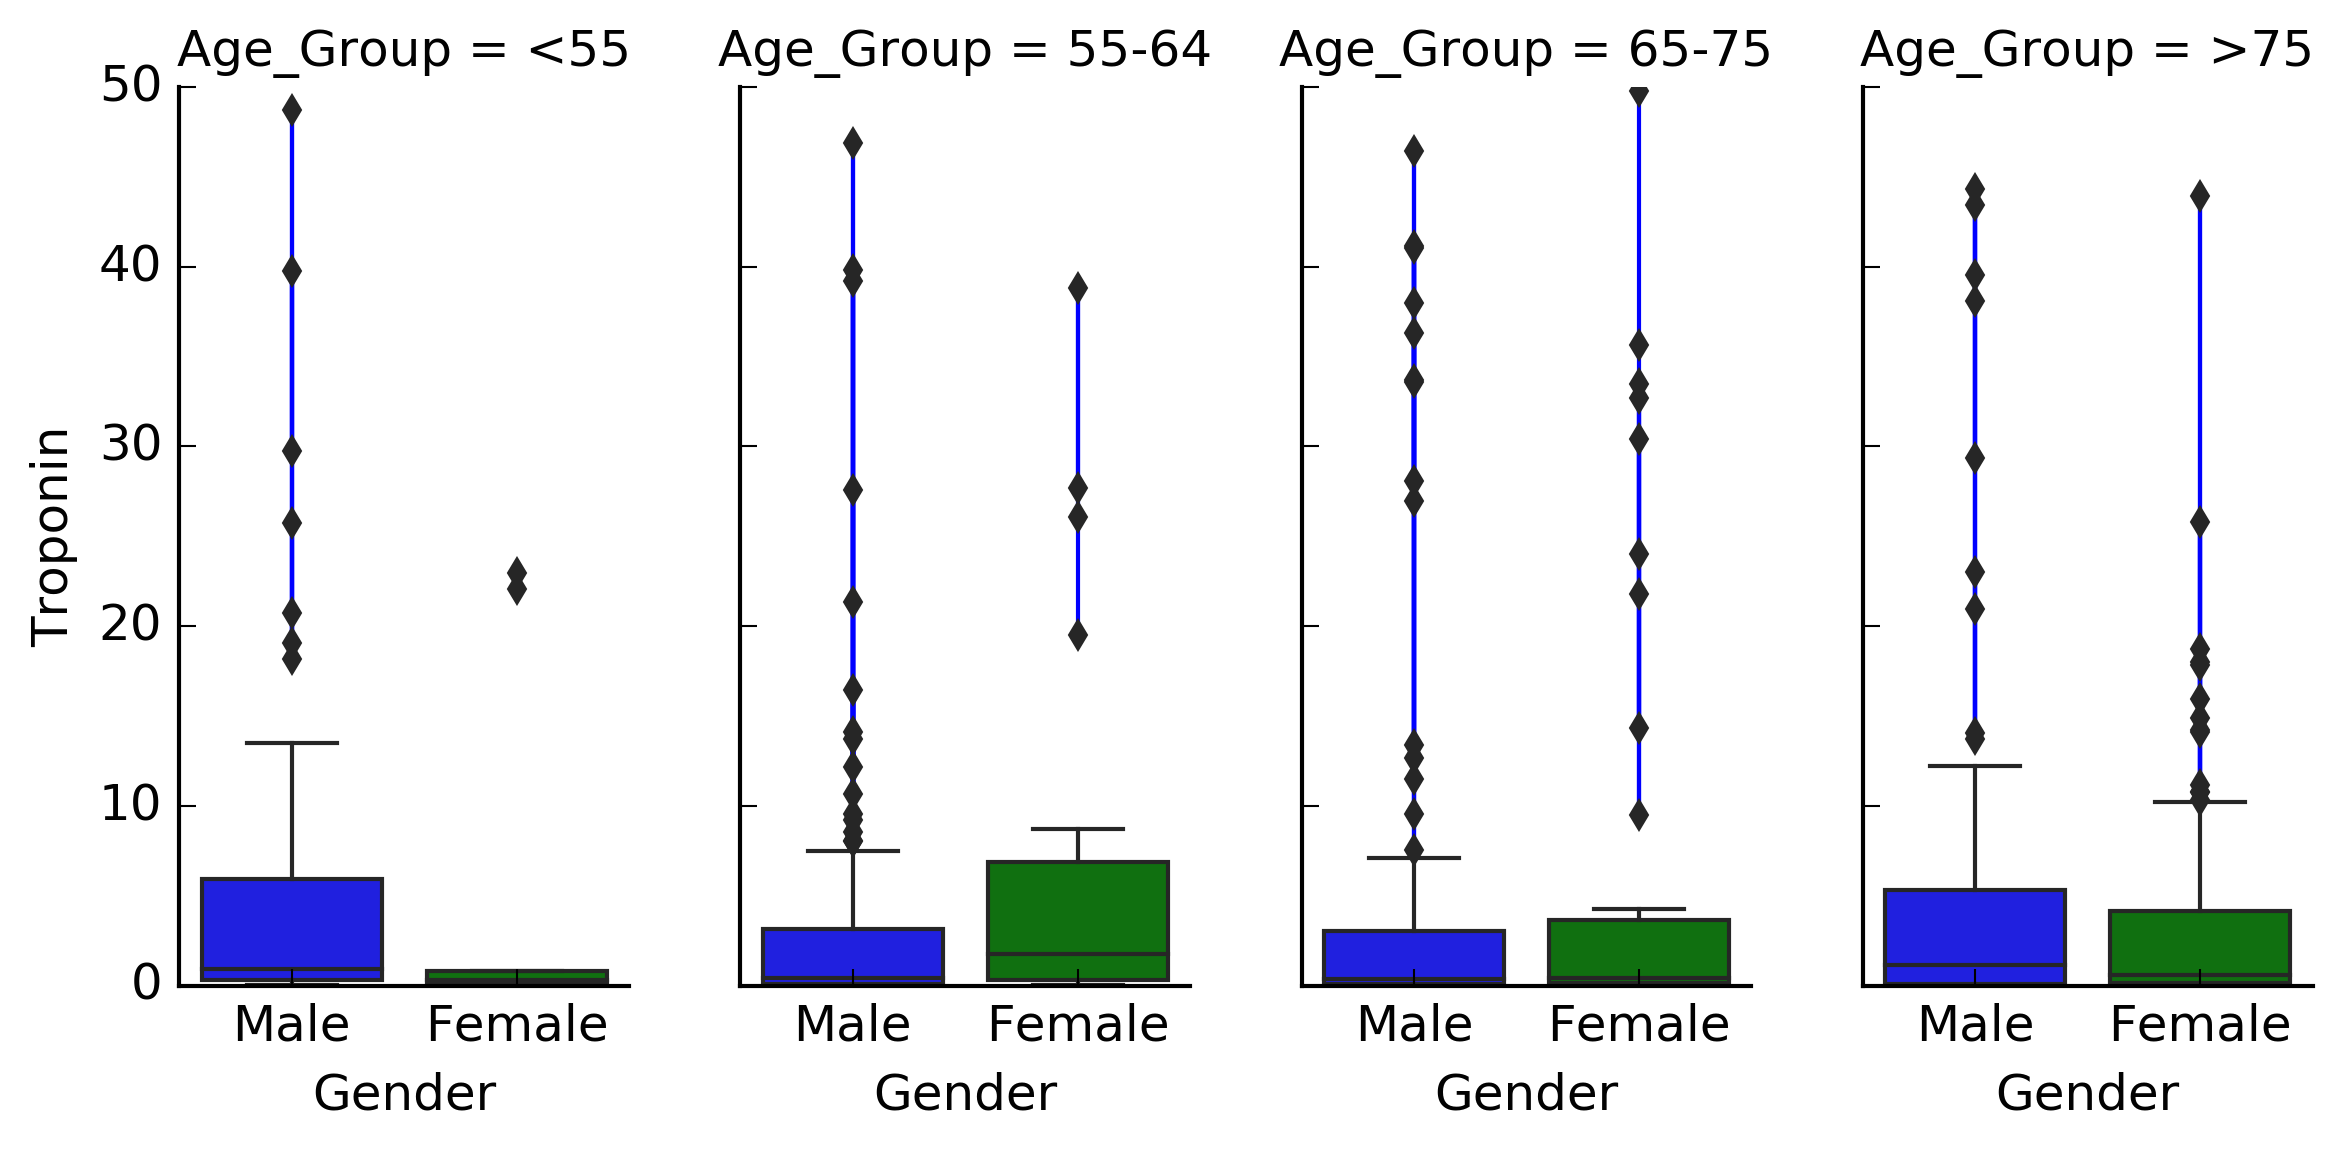 Age_Group = <55 Age_Group = 55-64 Age_Group = 65-75 Age_Group = >75
50
40
30
20
10
0
Troponin
Male Female Male Female Male Female Male Female
Gender Gender Gender Gender